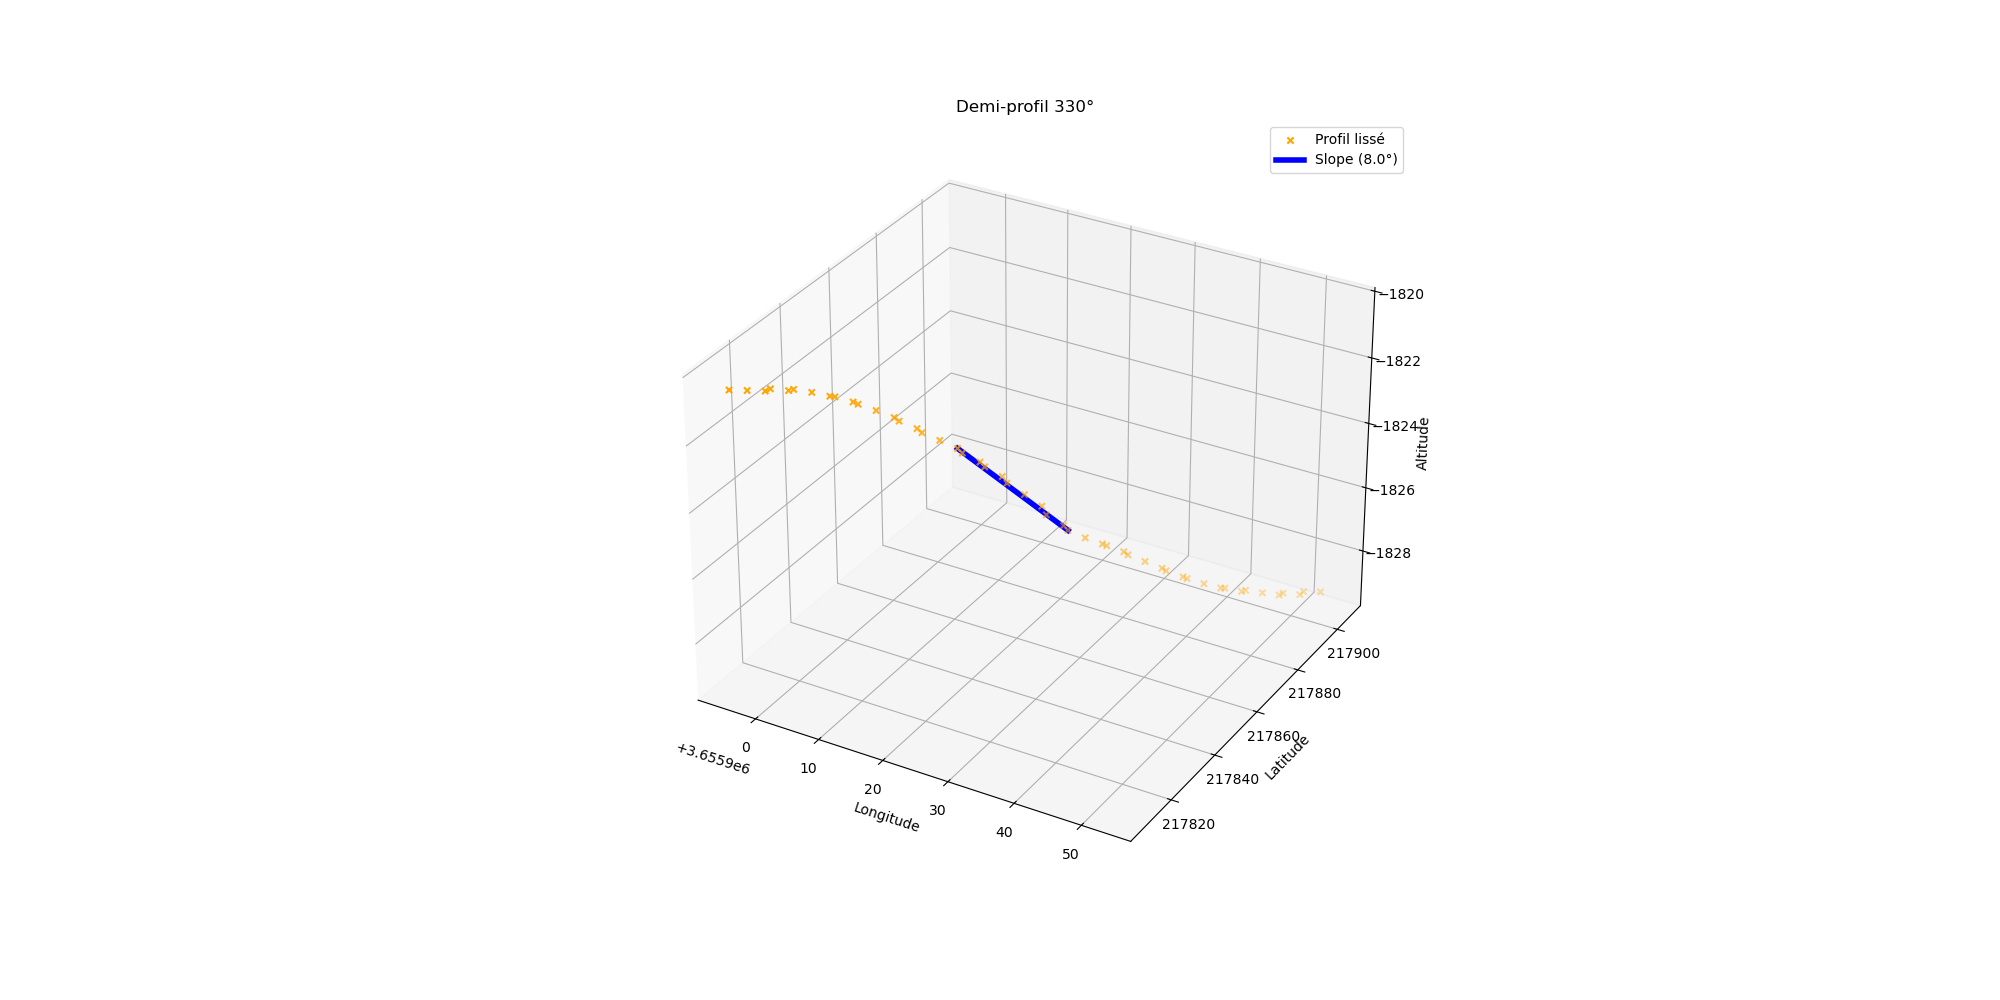 Demi-profil 330°
Profil lissé
Slope (8.0°)
−1820
−1822
−1824
−1826
−1828
Altitude
217900
217880
217860
217840
217820
Latitude
0
10
20
30
40
50
+3.6559e6
Longitude